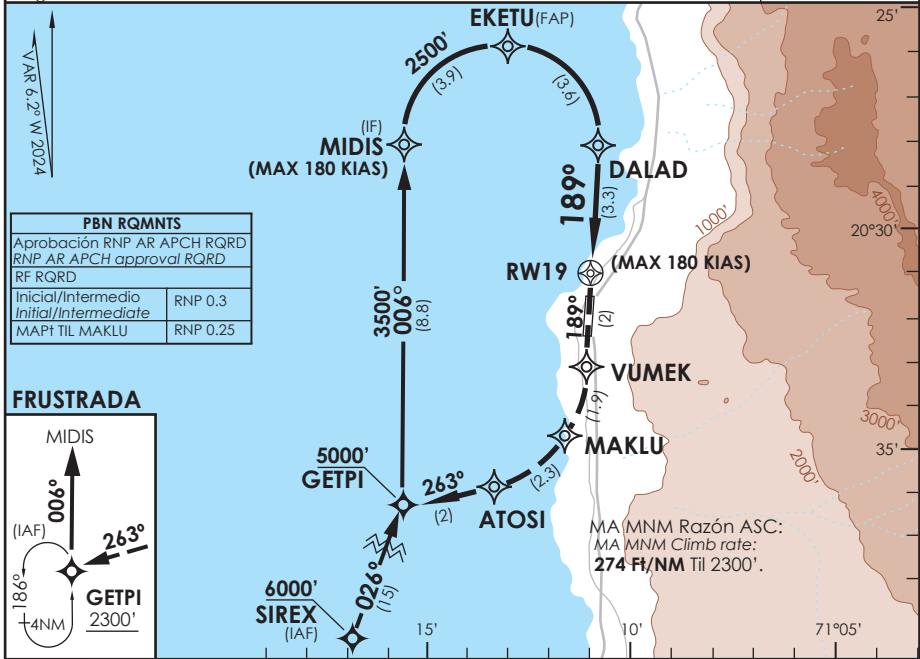 25'
EKETU (FAP)
2500'
(3.9)
(3.6)
VAR 6.2° W 2024
(IF)
MIDIS
(MAX 180 KIAS)
DALAD
189°
(3.3)
4000'
1000'
20°30'
PBN RQMNTS
Aprobación RNP AR APCH RQRD
RNP AR APCH approval RQRD
RF RQRD
Inicial/Intermedio
Initial/Intermediate
RNP 0.3
MAPt TIL MAKLU
RNP 0.25
RW19
(MAX 180 KIAS)
3500'
006°
(8.8)
189°
(2)
VUMEK
(1.9)
MAKLU
3000'
2000'
35'
FRUSTRADA
MIDIS
006°
(IAF)
263°
186°
4NM
GETPI
2300'
5000'
GETPI
263°
(2)
(2.3)
ATOSI
026°
(15)
6000'
SIREX
(IAF)
MA MNM Razón ASC:
MA MNM Climb rate:
274 Ft/NM Til 2300'.
15'
10'
71°05'